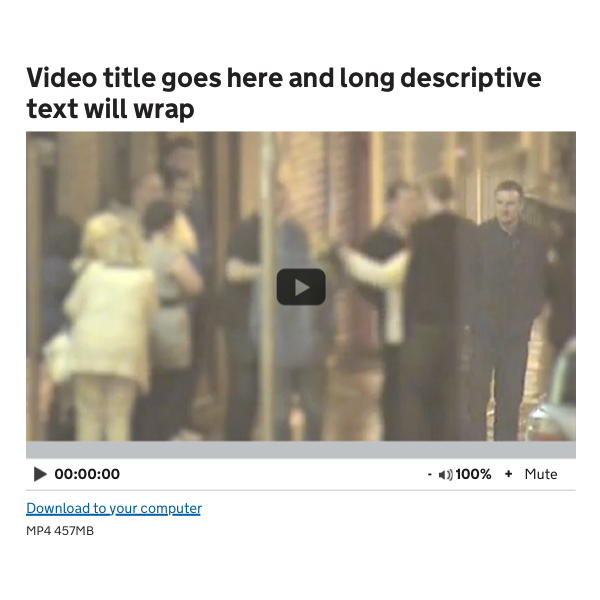 Video title goes here and long descriptive
text will wrap
00:00:00
- 100% + Mute
Download to your computer
MP4 457MB